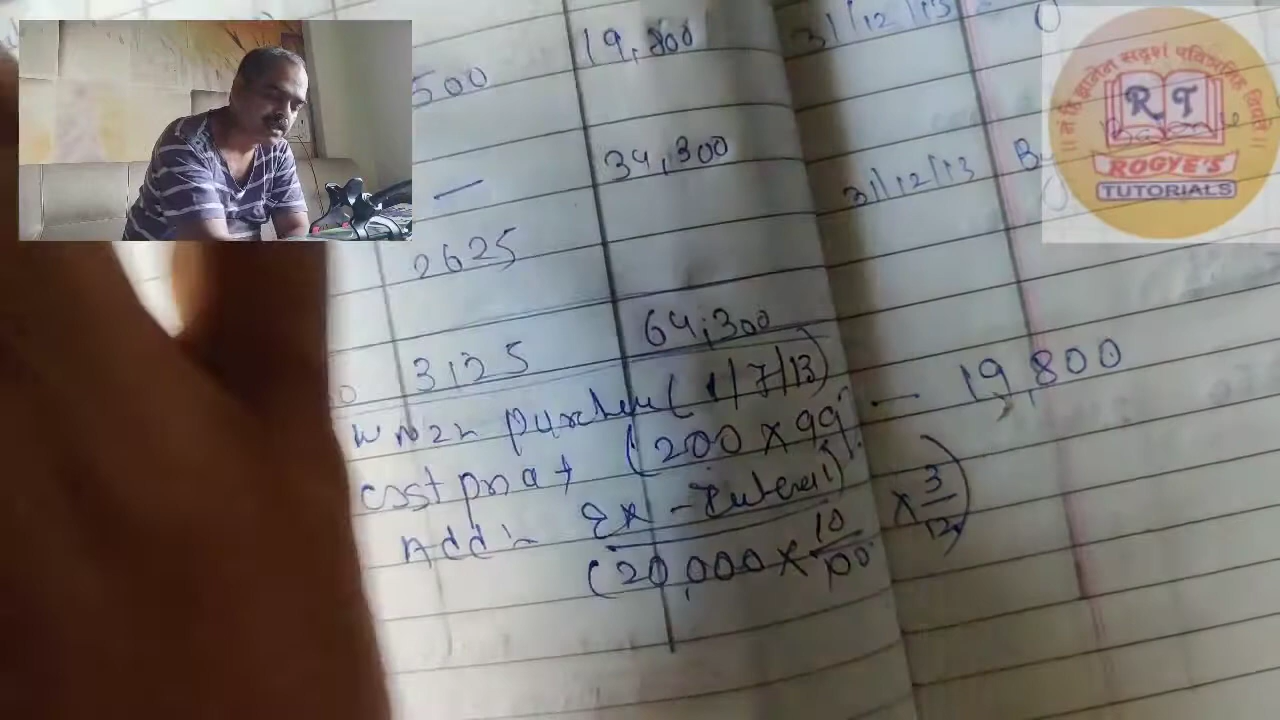 19,800
31/12/13
500
34,300
31/12/13 By
2625
64,300
3125
purchase (1/7/13)
Cost price (200 x 99) — 19,800
Add:- Ex-Interest
(20,000 x 10/100 x 3/12)
R T
ROGYE'S
TUTORIALS